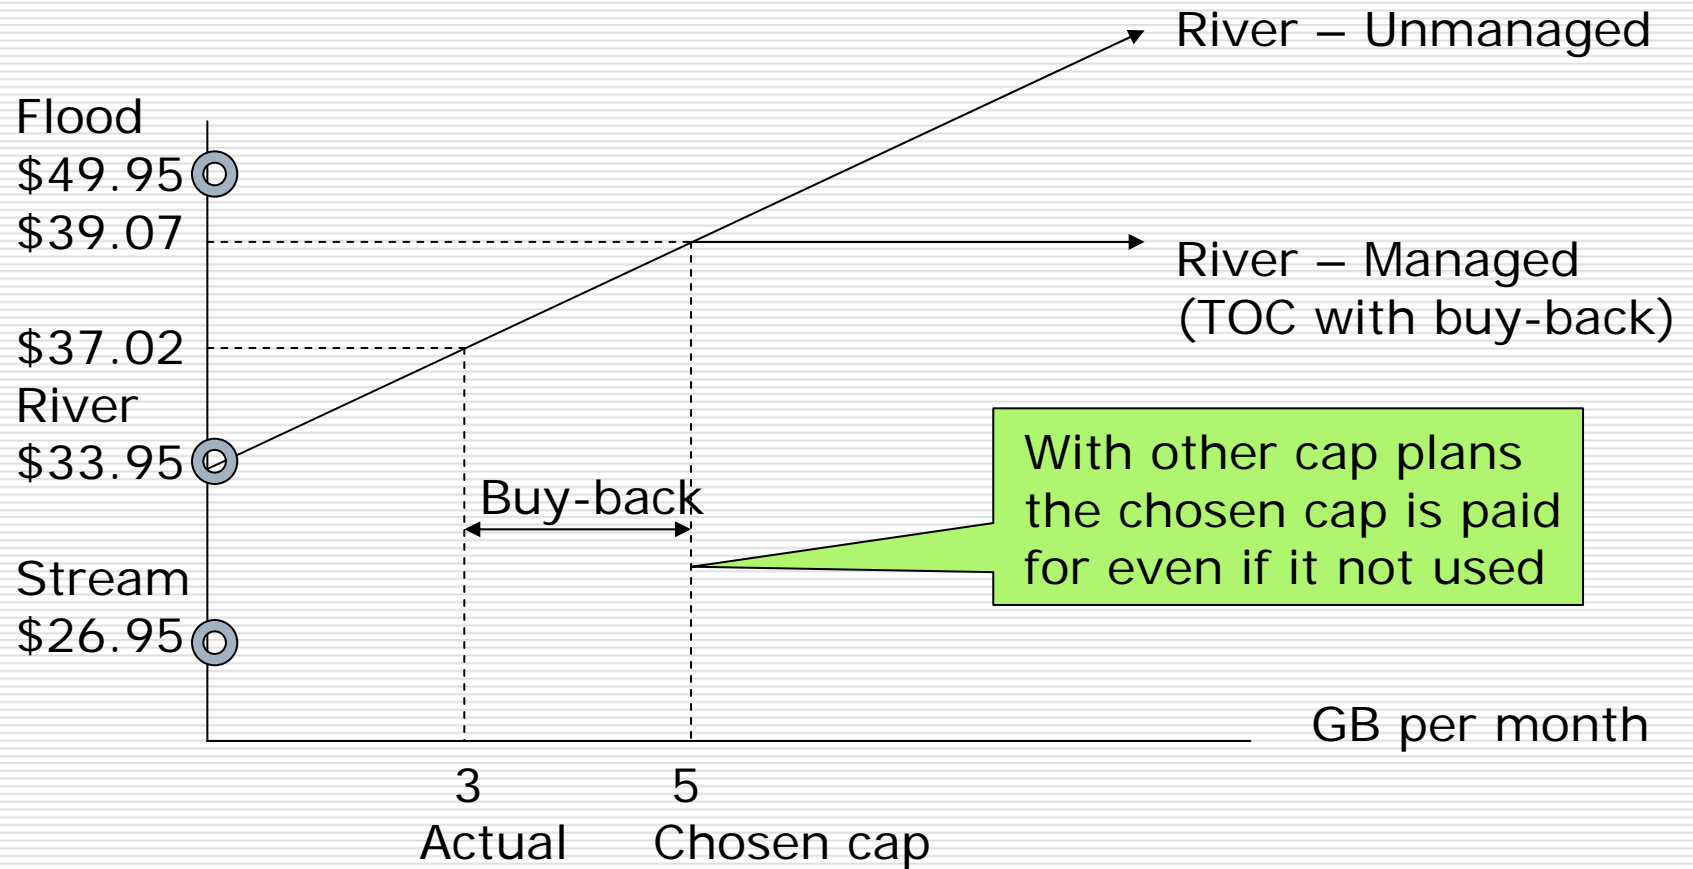 River – Unmanaged
Flood
$49.95
$39.07
River – Managed
(TOC with buy-back)
$37.02
River
$33.95
With other cap plans
the chosen cap is paid
for even if it not used
Buy-back
Stream
$26.95
GB per month
3
5
Actual
Chosen cap